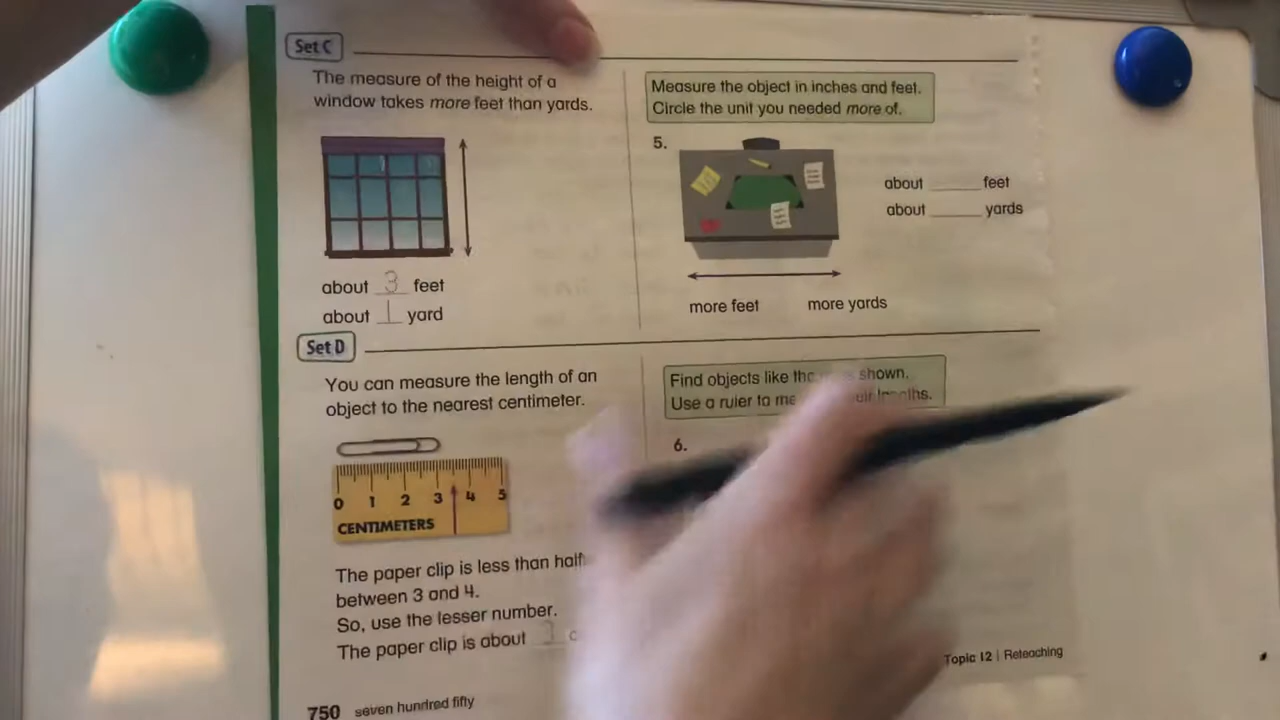 Set C
The measure of the height of a
window takes more feet than yards.
about 3 feet
about 1 yard
Measure the object in inches and feet.
Circle the unit you needed more of.
5.
about ____ feet
about ____ yards
more feet more yards
Set D
You can measure the length of an
object to the nearest centimeter.
0 1 2 3 4 5
CENTIMETERS
The paper clip is less than half
between 3 and 4.
So, use the lesser number.
The paper clip is about 3
Find objects like shown.
Use a ruler to
6.
Topic 12 | Reteaching
750 seven hundred fifty